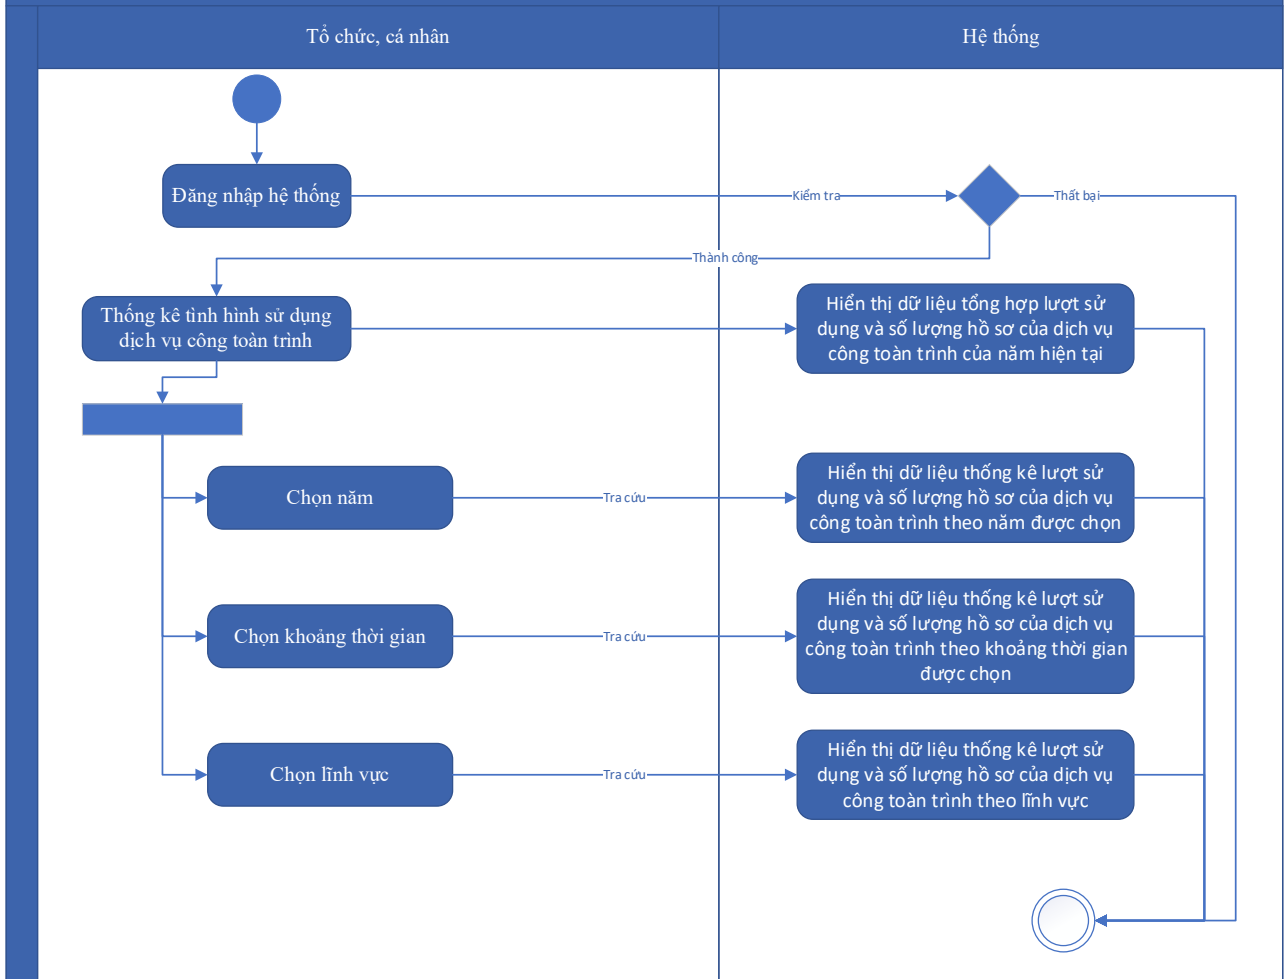 Tổ chức, cá nhân
Hệ thống
Đăng nhập hệ thống
Kiểm tra
Thất bại
Thành công
Thống kê tình hình sử dụng
dịch vụ công toàn trình
Hiển thị dữ liệu tổng hợp lượt sử
dụng và số lượng hồ sơ của dịch vụ
công toàn trình của năm hiện tại
Chọn năm
Tra cứu
Hiển thị dữ liệu thống kê lượt sử
dụng và số lượng hồ sơ của dịch vụ
công toàn trình theo năm được chọn
Chọn khoảng thời gian
Tra cứu
Hiển thị dữ liệu thống kê lượt sử
dụng và số lượng hồ sơ của dịch vụ
công toàn trình theo khoảng thời gian
được chọn
Chọn lĩnh vực
Tra cứu
Hiển thị dữ liệu thống kê lượt sử
dụng và số lượng hồ sơ của dịch vụ
công toàn trình theo lĩnh vực